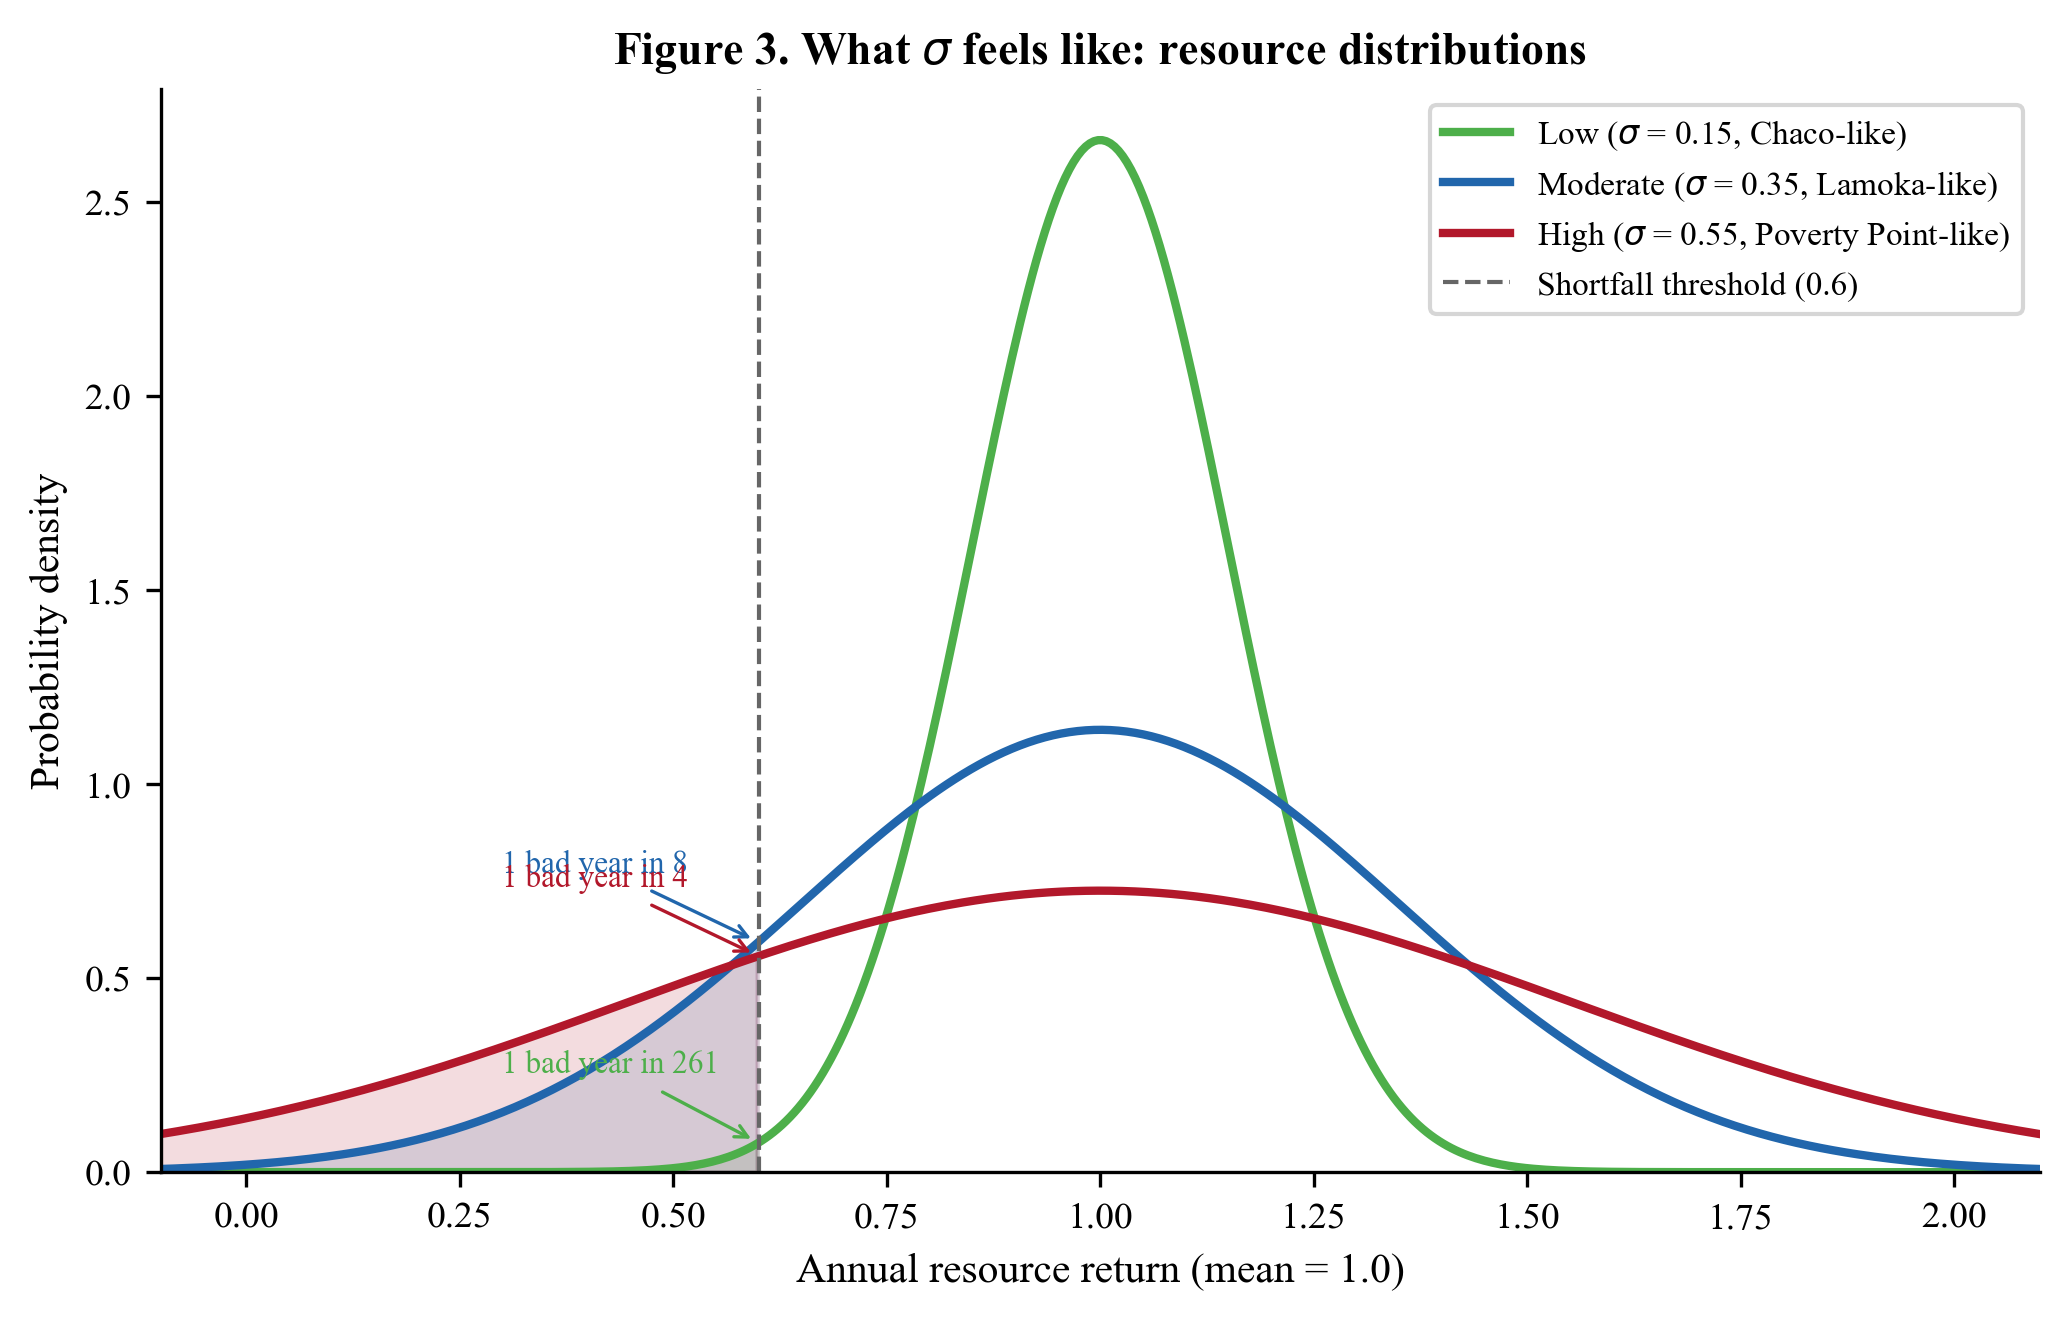 Figure 3. What σ feels like: resource distributions
Low (σ = 0.15, Chaco-like)
Moderate (σ = 0.35, Lamoka-like)
High (σ = 0.55, Poverty Point-like)
Shortfall threshold (0.6)
Probability density
2.5
2.0
1.5
1.0
0.5
0.0
1 bad year in 8
1 bad year in 4
1 bad year in 261
0.00 0.25 0.50 0.75 1.00 1.25 1.50 1.75 2.00
Annual resource return (mean = 1.0)